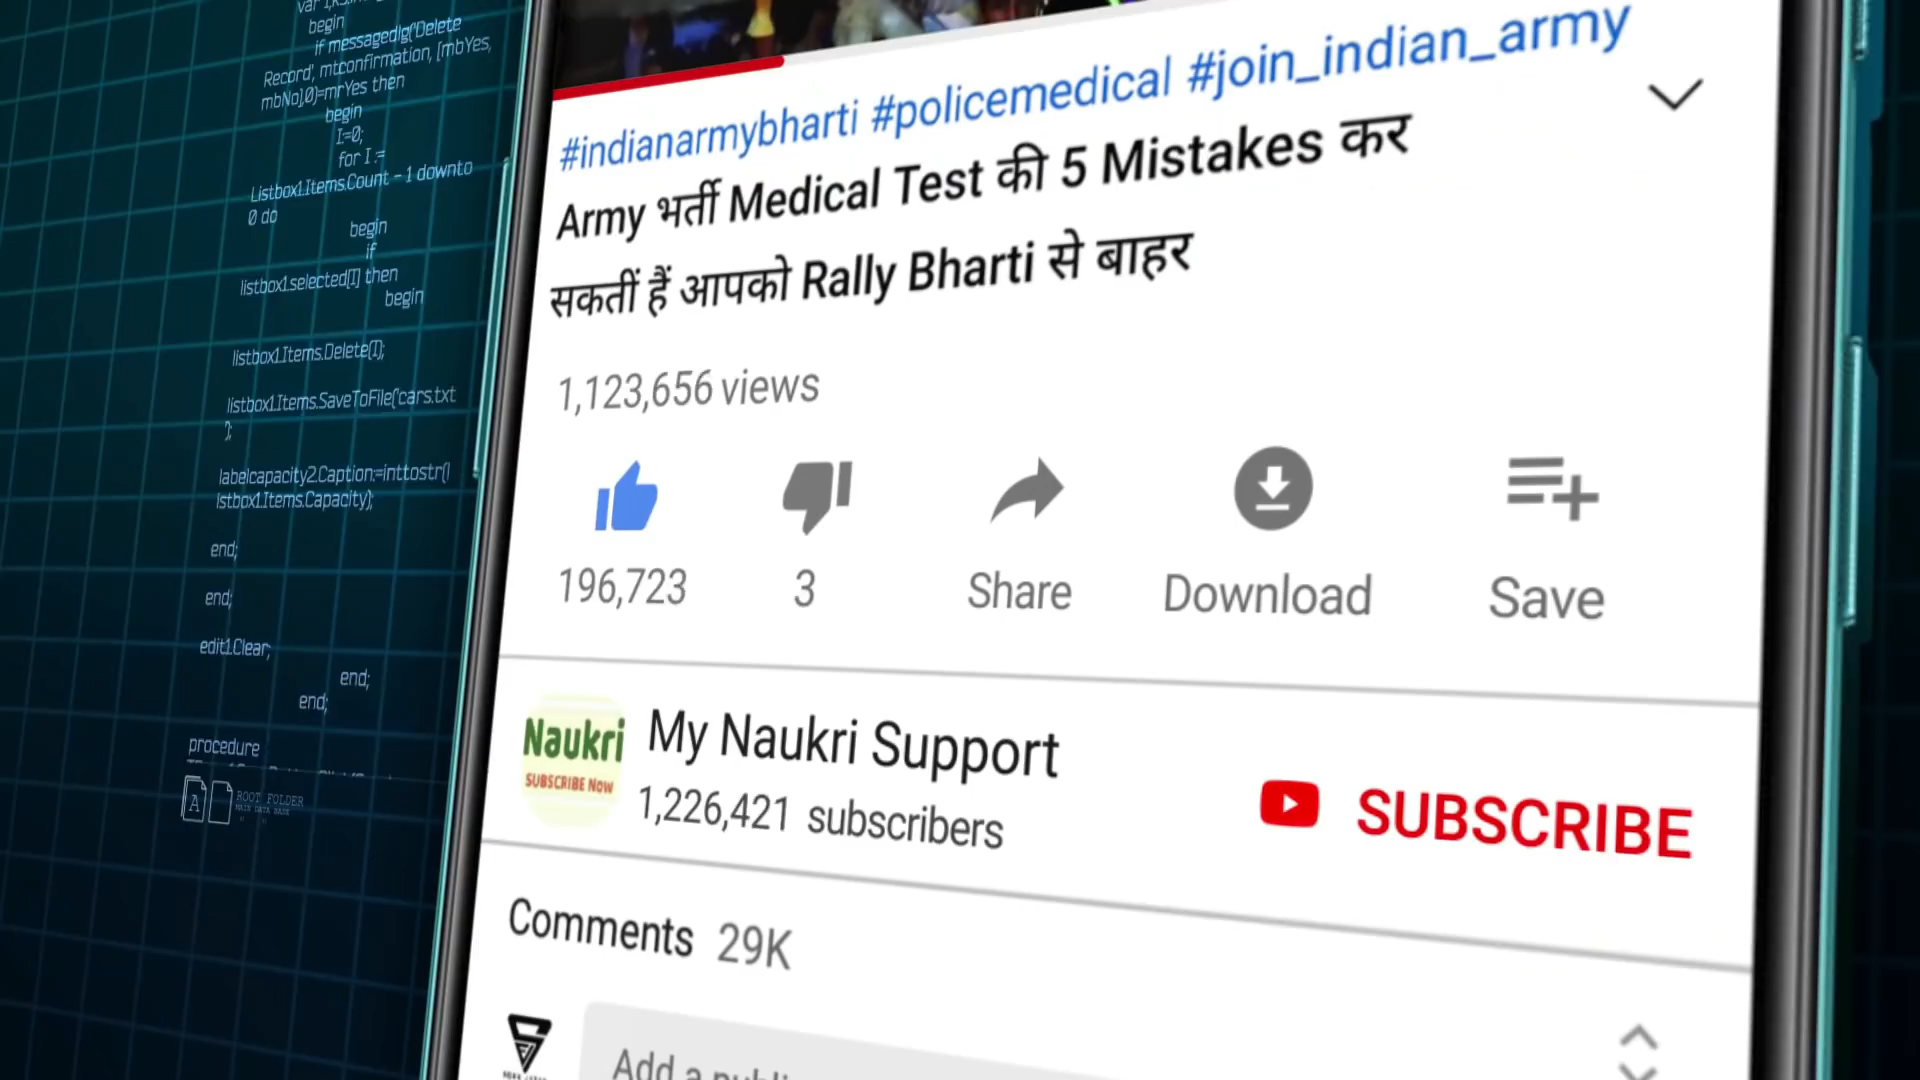 begin
if messagedlg('Delete
Record', mtconfirmation, [mbYes,
mbNo],0)=mrYes then
begin
I:=0;
for I :=
Listbox1.Items.Count - 1 downto
0 do
begin
if
listbox1.selected[I] then
begin
listbox1.Items.Delete(I);
listbox1.Items.SaveToFile('cars.txt
');
labelcapacity2.Caption:=inttostr(l
istbox1.Items.Capacity);
end;
end;
edit1.Clear;
end;
end;
procedure
A
ROOT FOLDER
MAIN DATA BASE
#indianarmybharti #policemedical #join_indian_army
Army भर्ती Medical Test की 5 Mistakes कर
सकतीं हैं आपको Rally Bharti से बाहर
1,123,656 views
196,723 3 Share Download Save
Naukri
SUBSCRIBE NOW
My Naukri Support
1,226,421 subscribers
SUBSCRIBE
Comments 29K
Add a